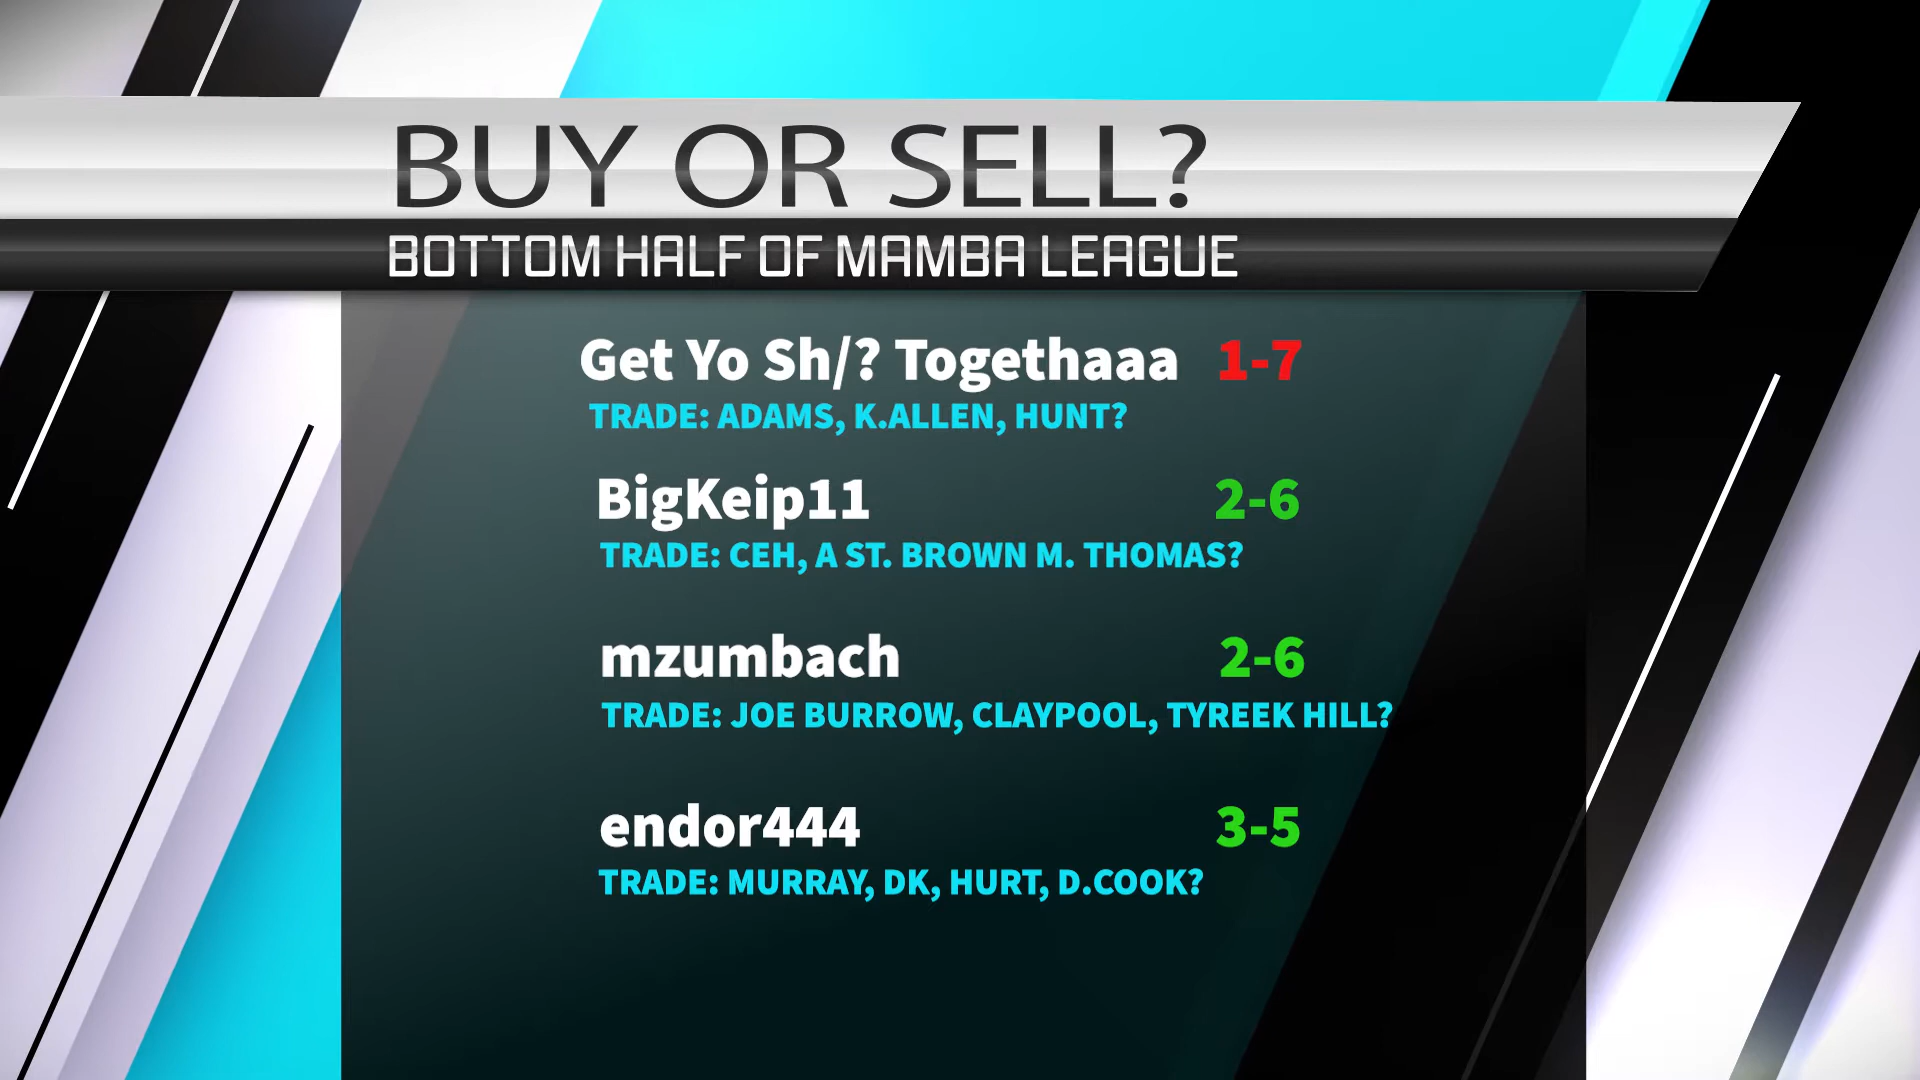 BUY OR SELL?
BOTTOM HALF OF MAMBA LEAGUE
Get Yo Sh/? Togethaaa 1-7
TRADE: ADAMS, K.ALLEN, HUNT?
BigKeip11 2-6
TRADE: CEH, A ST. BROWN M. THOMAS?
mzumbach 2-6
TRADE: JOE BURROW, CLAYPOOL, TYREEK HILL?
endor444 3-5
TRADE: MURRAY, DK, HURT, D.COOK?